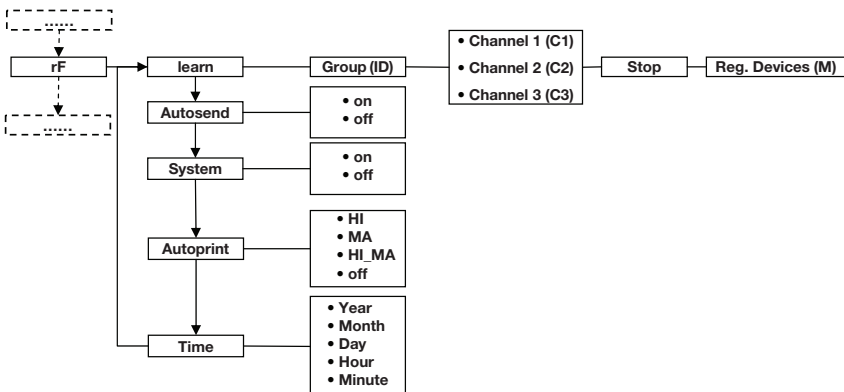 ......
rF
......
learn
Group (ID)
• Channel 1 (C1)
• Channel 2 (C2)
• Channel 3 (C3)
Stop
Reg. Devices (M)
Autosend
• on
• off
System
• on
• off
Autoprint
• HI
• MA
• HI_MA
• off
Time
• Year
• Month
• Day
• Hour
• Minute